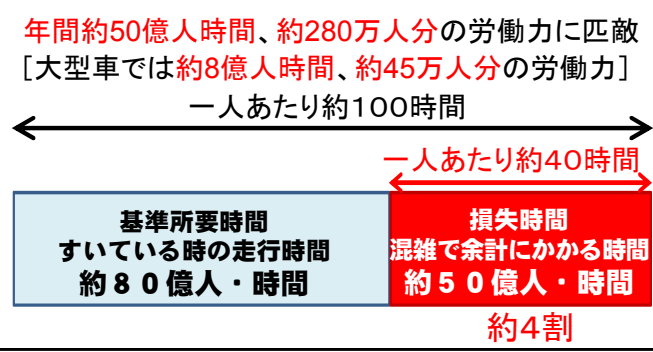 年間約50億人時間、約280万人分の労働力に匹敵
［大型車では約8億人時間、約45万人分の労働力］
一人あたり約１００時間
一人あたり約４０時間
基準所要時間
すいている時の走行時間
約８０億人・時間
損失時間
混雑で余計にかかる時間
約５０億人・時間
約４割